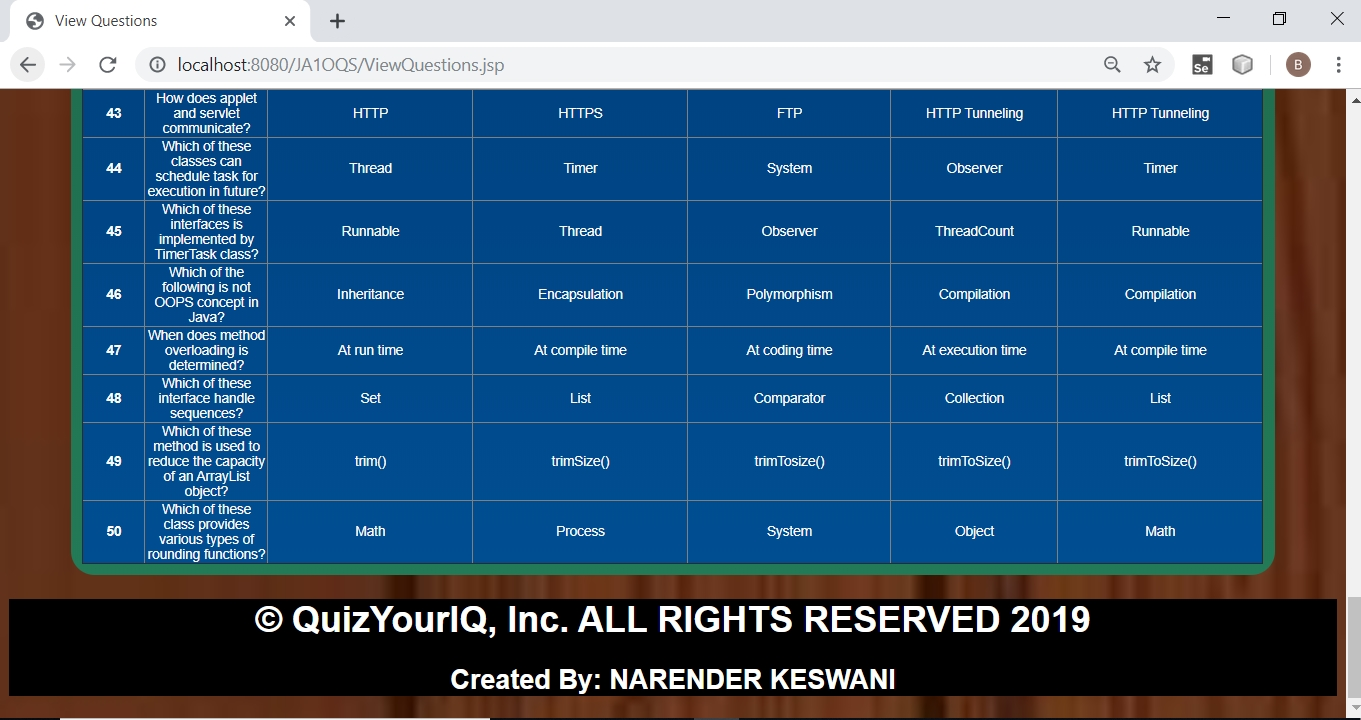 View Questions
localhost:8080/JA1OQS/ViewQuestions.jsp
Se
B
43 How does applet and servlet communicate? HTTP HTTPS FTP HTTP Tunneling HTTP Tunneling
44 Which of these classes can schedule task for execution in future? Thread Timer System Observer Timer
45 Which of these interfaces is implemented by TimerTask class? Runnable Thread Observer ThreadCount Runnable
46 Which of the following is not OOPS concept in Java? Inheritance Encapsulation Polymorphism Compilation Compilation
47 When does method overloading is determined? At run time At compile time At coding time At execution time At compile time
48 Which of these interface handle sequences? Set List Comparator Collection List
49 Which of these method is used to reduce the capacity of an ArrayList object? trim() trimSize() trimTosize() trimToSize() trimToSize()
50 Which of these class provides various types of rounding functions? Math Process System Object Math
© QuizYourIQ, Inc. ALL RIGHTS RESERVED 2019
Created By: NARENDER KESWANI